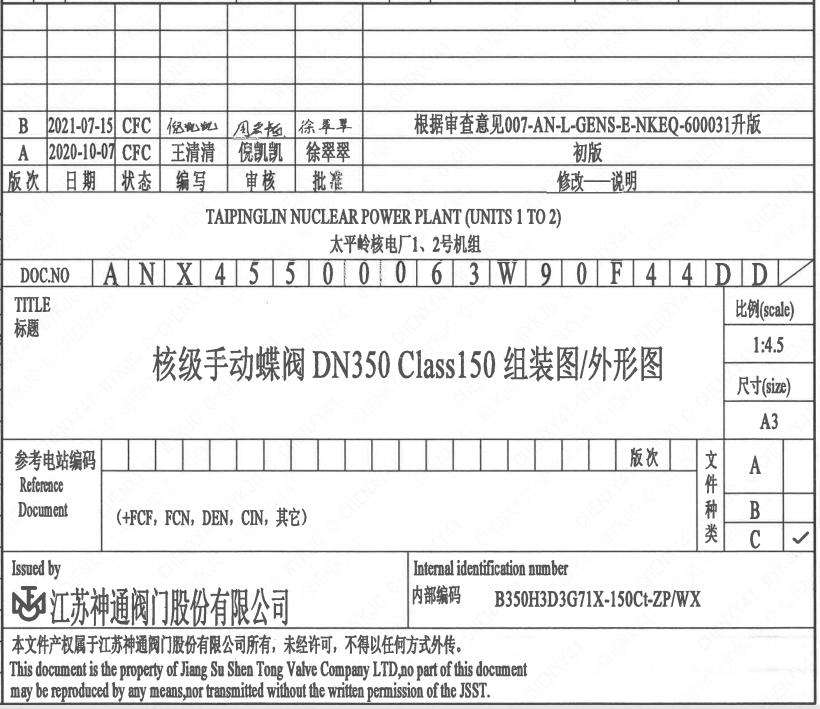 B 2021-07-15 CFC 倪凯凯 周云福 徐翠翠 根据审查意见007-AN-L-GENS-E-NKEQ-600031升版
A 2020-10-07 CFC 王清清 倪凯凯 徐翠翠 初版
版次 日期 状态 编写 审核 批准 修改——说明
TAIPINGLIN NUCLEAR POWER PLANT (UNITS 1 TO 2)
太平岭核电厂1、2号机组
DOC.NO A N X 4 5 5 0 0 0 6 3 W 9 0 F 4 4 D D
TITLE
标题
核级手动蝶阀 DN350 Class150 组装图/外形图
比例(scale)
1:4.5
尺寸(size)
A3
参考电站编码
Reference
Document
版次
(+FCF, FCN, DEN, CIN, 其它)
文件种类
A
B
C ✓
Issued by
江苏神通阀门股份有限公司
Internal identification number
内部编码 B350H3D3G71X-150Ct-ZP/WX
本文件产权属于江苏神通阀门股份有限公司所有，未经许可，不得以任何方式外传。
This document is the property of Jiang Su Shen Tong Valve Company LTD,no part of this document
may be reproduced by any means,nor transmitted without the written permission of the JSST.